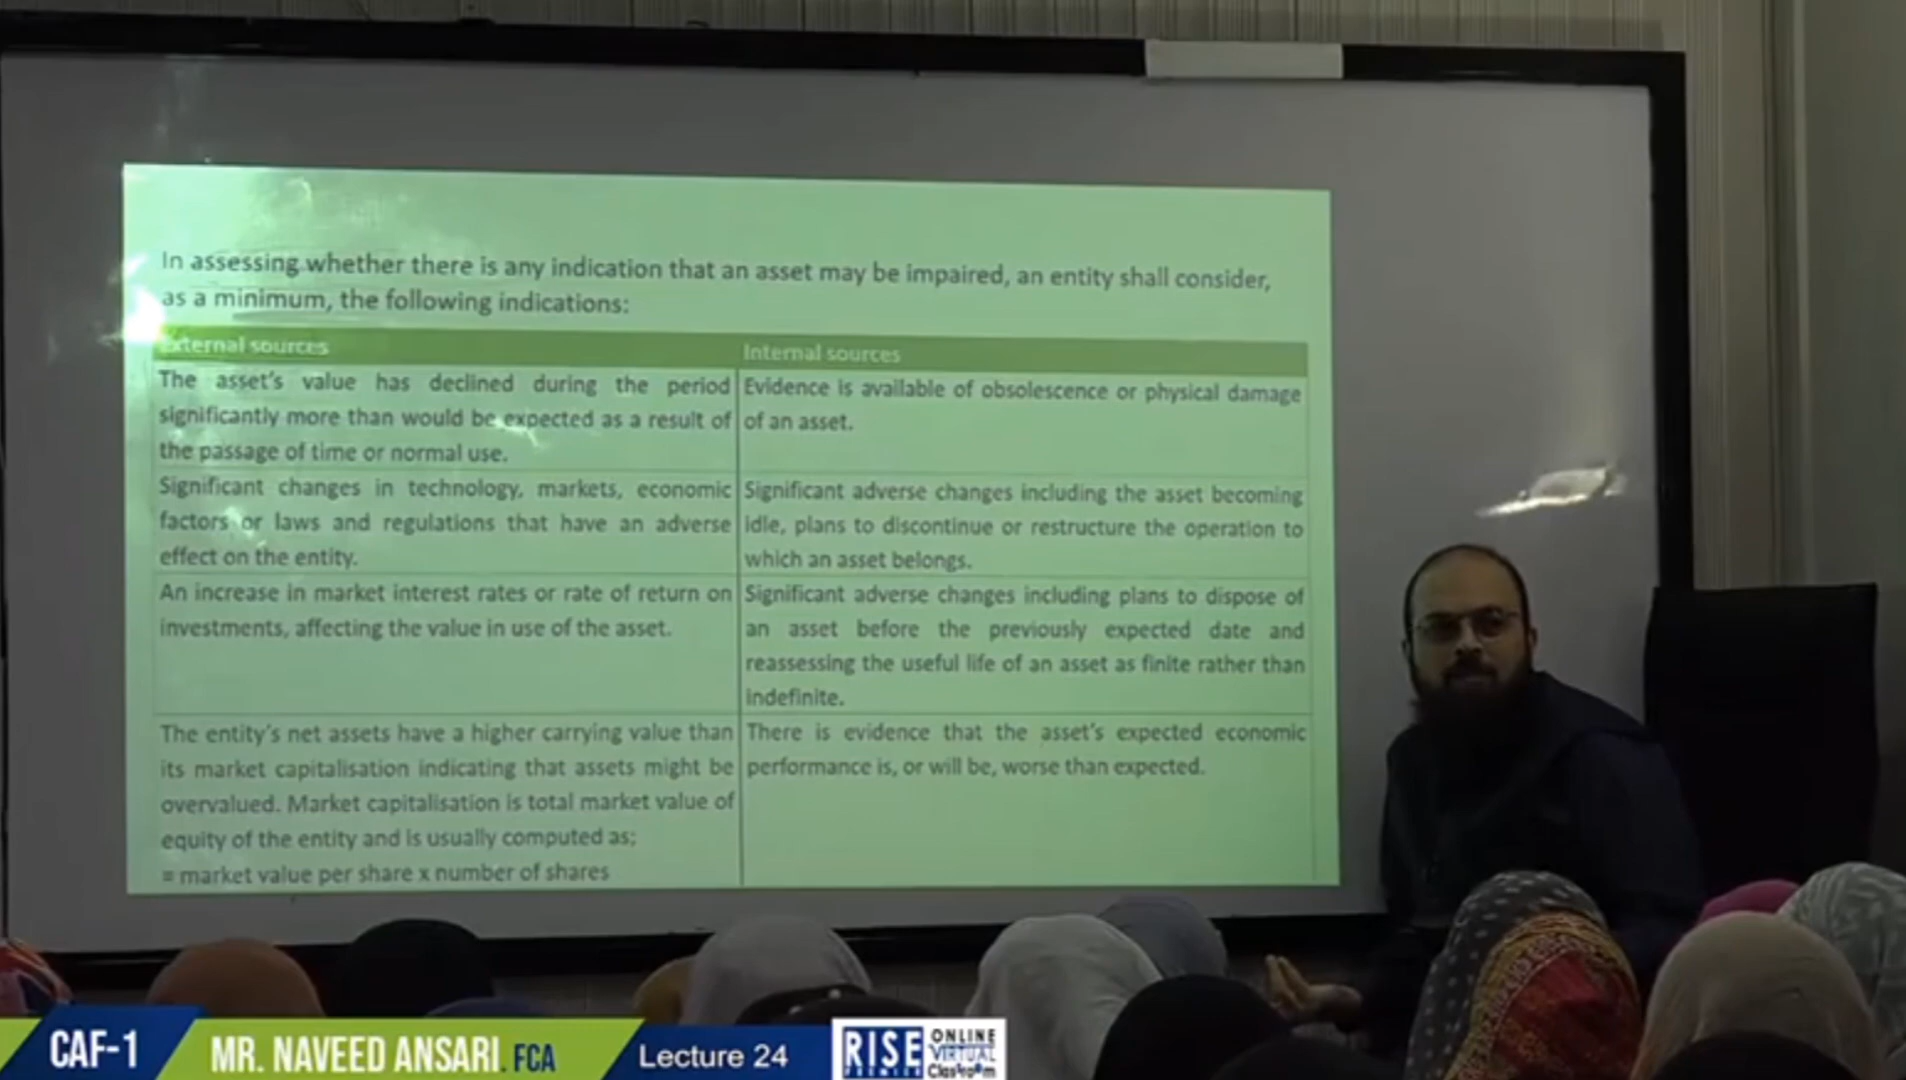 In assessing whether there is any indication that an asset may be impaired, an entity shall consider,
as a minimum, the following indications:
External sources
Internal sources
The asset's value has declined during the period
significantly more than would be expected as a result of
the passage of time or normal use.
Evidence is available of obsolescence or physical damage
of an asset.
Significant changes in technology, markets, economic
factors or laws and regulations that have an adverse
effect on the entity.
Significant adverse changes including the asset becoming
idle, plans to discontinue or restructure the operation to
which an asset belongs.
An increase in market interest rates or rate of return on
investments, affecting the value in use of the asset.
Significant adverse changes including plans to dispose of
an asset before the previously expected date and
reassessing the useful life of an asset as finite rather than
indefinite.
The entity's net assets have a higher carrying value than
its market capitalisation indicating that assets might be
overvalued. Market capitalisation is total market value of
equity of the entity and is usually computed as;
= market value per share x number of shares
There is evidence that the asset's expected economic
performance is, or will be, worse than expected.
CAF-1
MR. NAVEED ANSARI. FCA
Lecture 24
RISE
ONLINE
VIRTUAL
Classroom